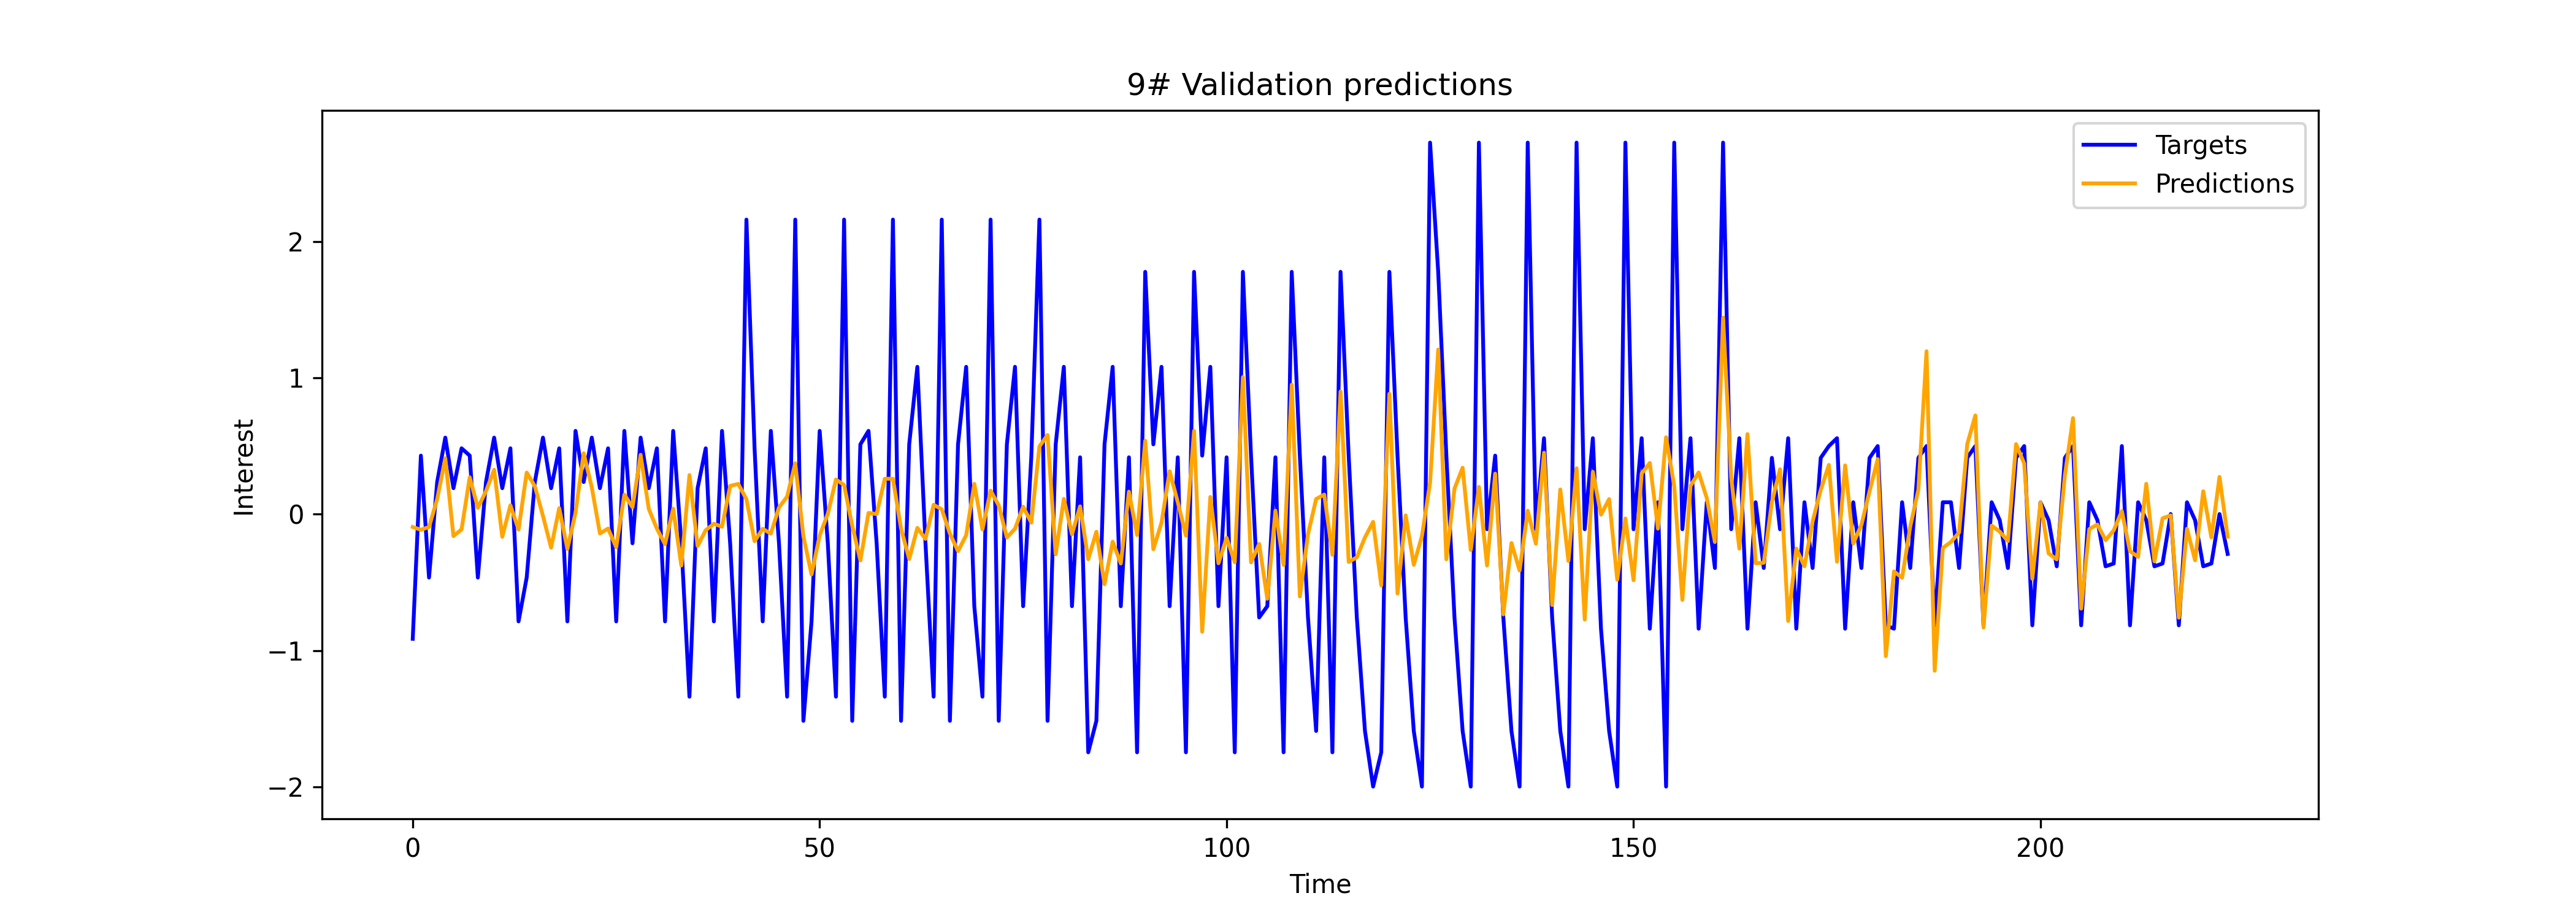 9# Validation predictions
Targets
Predictions
Interest
2
1
0
−1
−2
0
50
100
150
200
Time